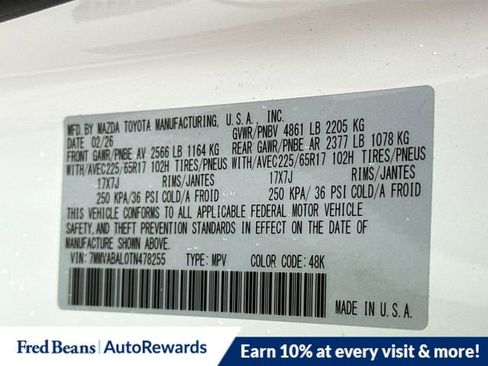 MFD. BY MAZDA TOYOTA MANUFACTURING, U.S.A., INC.
DATE 02/26 GVWR/PNBV 4861 LB 2205 KG
FRONT GAWR/PNBE AV 2566 LB 1164 KG REAR GAWR/PNBE AR 2377 LB 1078 KG
WITH/AVEC225/65R17 102H TIRES/PNEUS WITH/AVEC225/65R17 102H TIRES/PNEUS
17X7J RIMS/JANTES 17X7J RIMS/JANTES
250 KPA/36 PSI COLD/A FROID 250 KPA/36 PSI COLD/A FROID
THIS VEHICLE CONFORMS TO ALL APPLICABLE FEDERAL MOTOR VEHICLE
SAFETY, AND THEFT PREVENTION STANDARDS IN EFFECT ON THE DATE OF
MANUFACTURE SHOWN ABOVE.
VIN: 7MMVABAL0TN478255 TYPE: MPV COLOR CODE: 48K
MADE IN U.S.A.
Fred Beans | AutoRewards
Earn 10% at every visit & more!